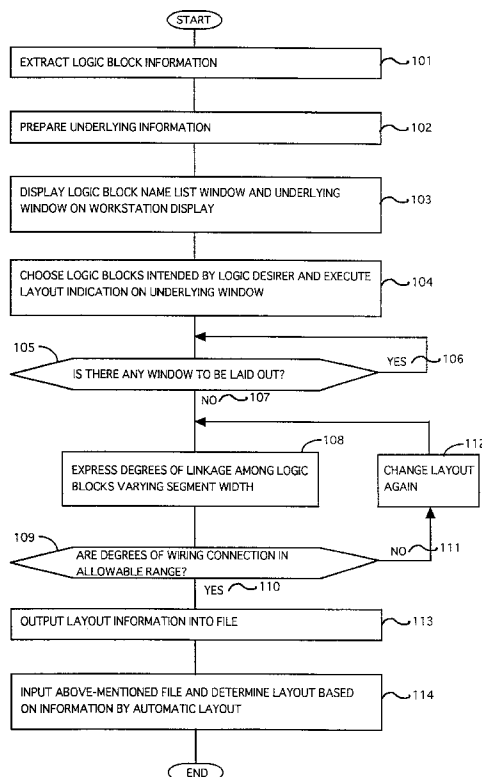 START
EXTRACT LOGIC BLOCK INFORMATION
101
PREPARE UNDERLYING INFORMATION
102
DISPLAY LOGIC BLOCK NAME LIST WINDOW AND UNDERLYING
WINDOW ON WORKSTATION DISPLAY
103
CHOOSE LOGIC BLOCKS INTENDED BY LOGIC DESIRER AND EXECUTE
LAYOUT INDICATION ON UNDERLYING WINDOW
104
105
IS THERE ANY WINDOW TO BE LAID OUT?
YES
106
NO
107
108
EXPRESS DEGREES OF LINKAGE AMONG LOGIC
BLOCKS VARYING SEGMENT WIDTH
112
CHANGE LAYOUT
AGAIN
109
ARE DEGREES OF WIRING CONNECTION IN
ALLOWABLE RANGE?
NO
111
YES
110
OUTPUT LAYOUT INFORMATION INTO FILE
113
INPUT ABOVE-MENTIONED FILE AND DETERMINE LAYOUT BASED
ON INFORMATION BY AUTOMATIC LAYOUT
114
END